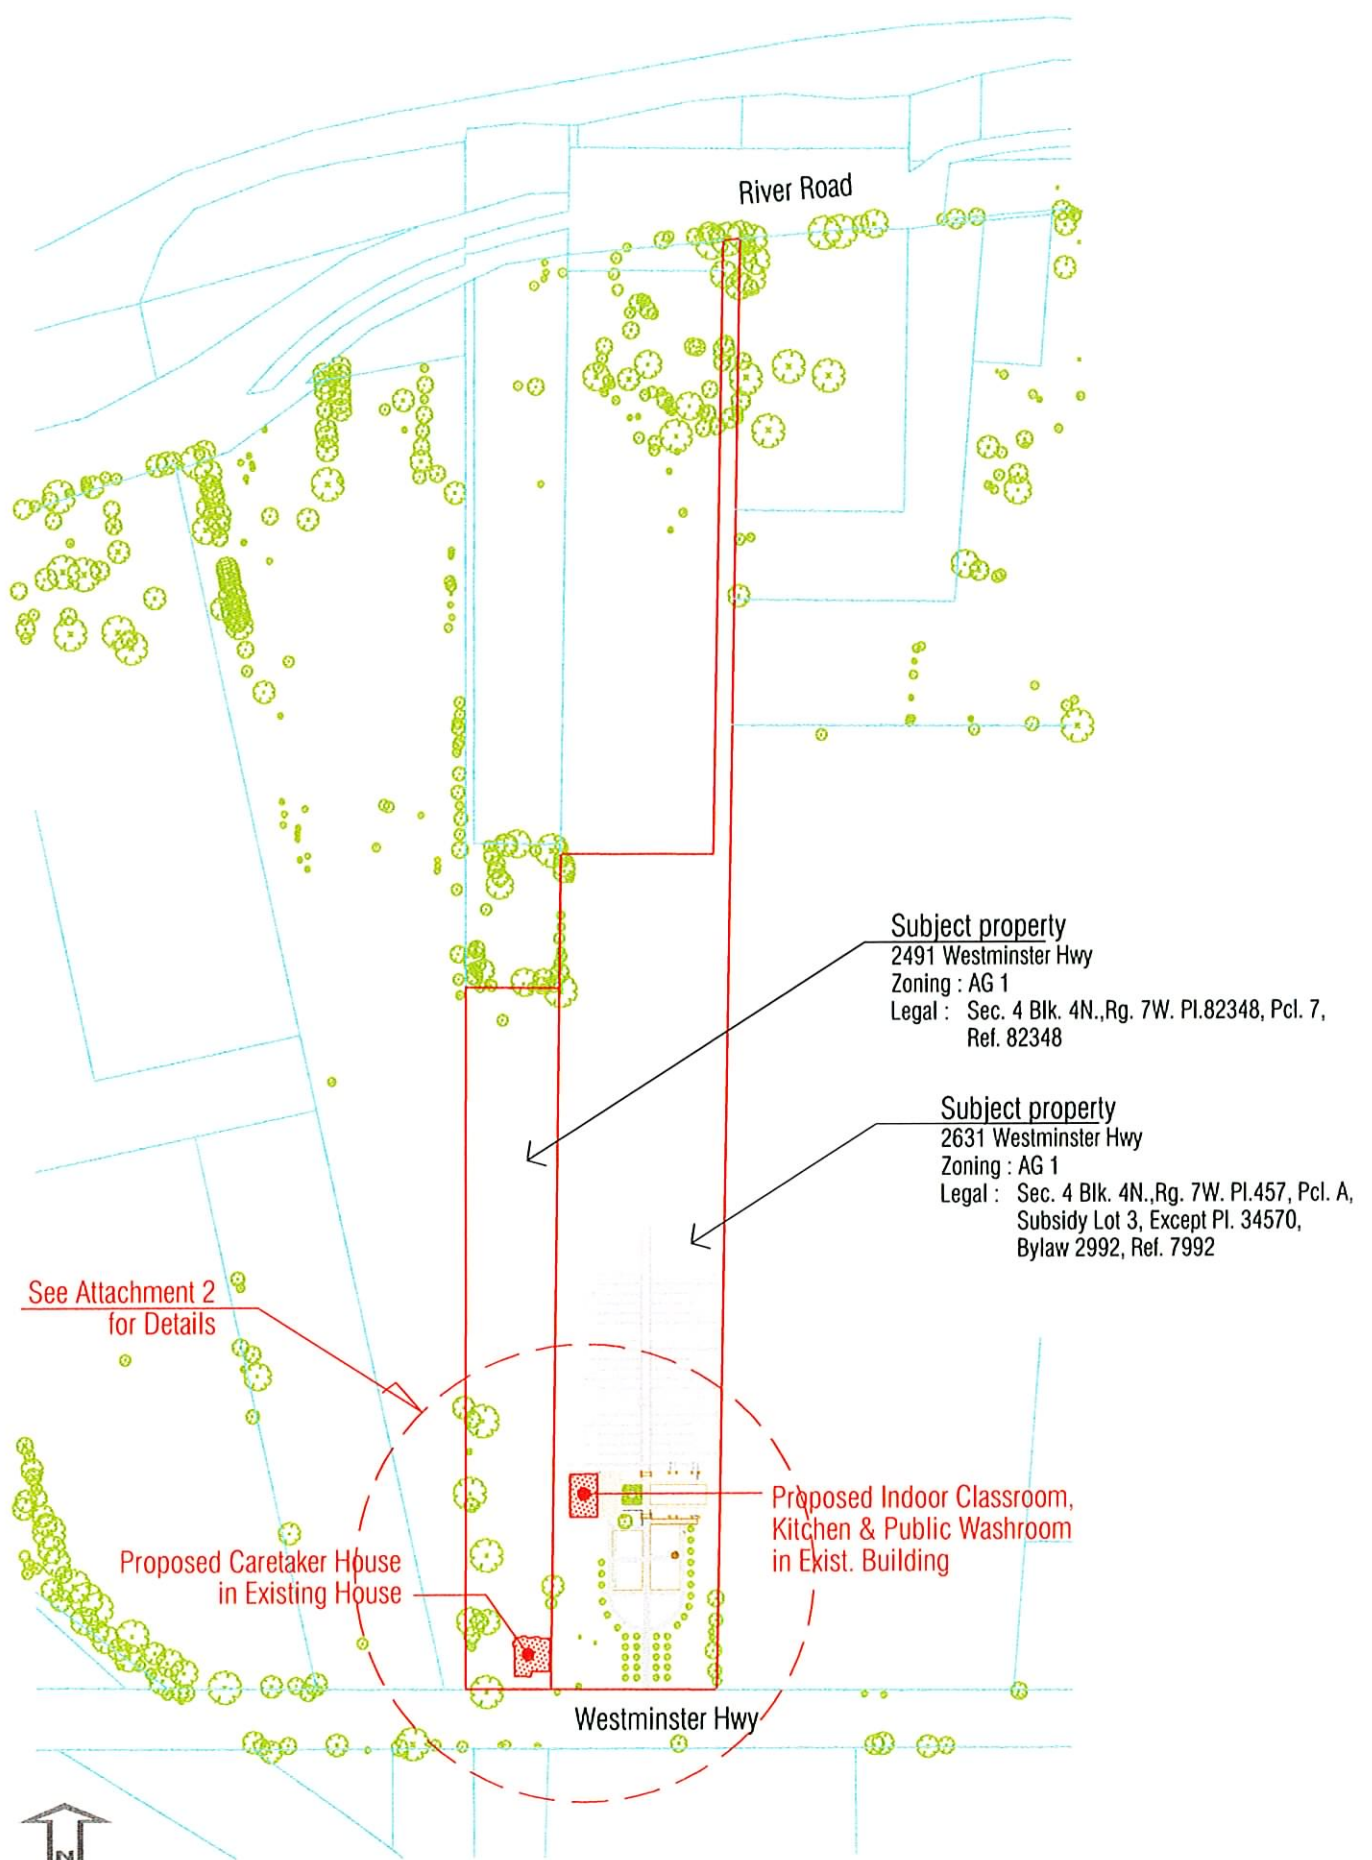 River Road
Subject property
2491 Westminster Hwy
Zoning : AG 1
Legal : Sec. 4 Blk. 4N.,Rg. 7W. Pl.82348, Pcl. 7,
Ref. 82348
Subject property
2631 Westminster Hwy
Zoning : AG 1
Legal : Sec. 4 Blk. 4N.,Rg. 7W. Pl.457, Pcl. A,
Subsidy Lot 3, Except Pl. 34570,
Bylaw 2992, Ref. 7992
See Attachment 2
for Details
Proposed Indoor Classroom,
Kitchen & Public Washroom
in Exist. Building
Proposed Caretaker House
in Existing House
Westminster Hwy
N